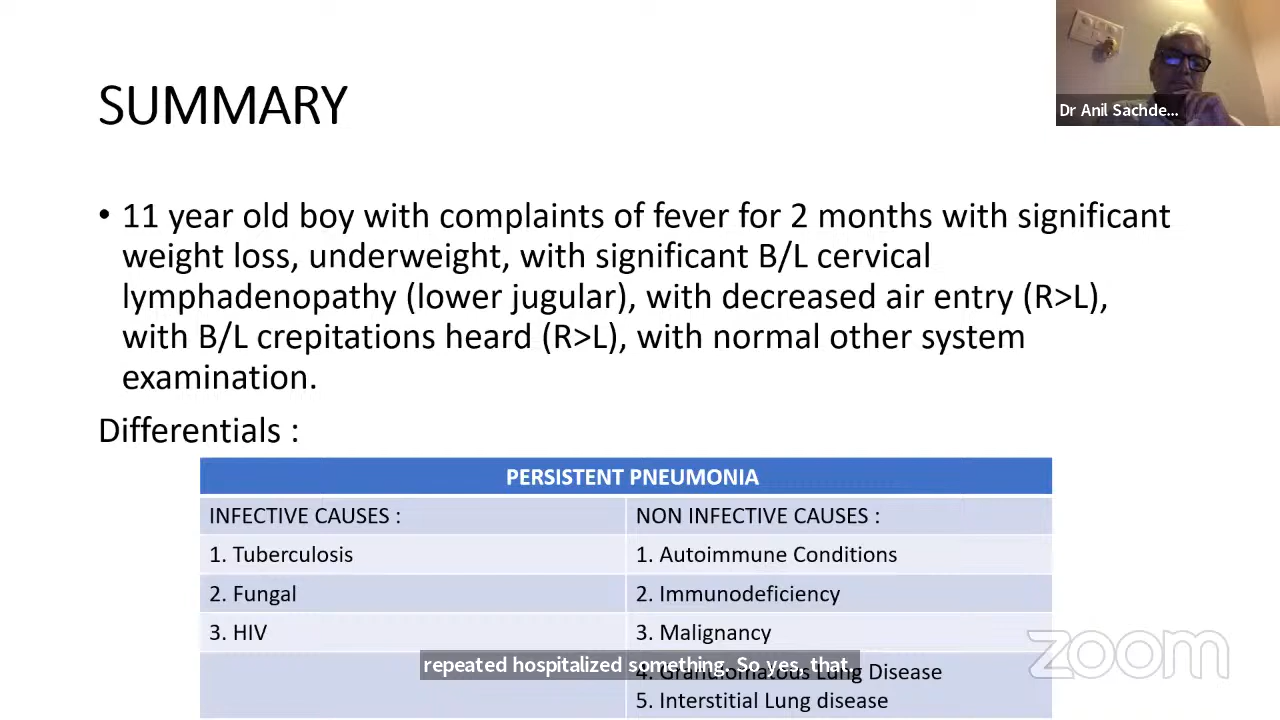 SUMMARY
Dr Anil Sachde...
• 11 year old boy with complaints of fever for 2 months with significant
weight loss, underweight, with significant B/L cervical
lymphadenopathy (lower jugular), with decreased air entry (R>L),
with B/L crepitations heard (R>L), with normal other system
examination.
Differentials :
PERSISTENT PNEUMONIA
INFECTIVE CAUSES :
NON INFECTIVE CAUSES :
1. Tuberculosis
1. Autoimmune Conditions
2. Fungal
2. Immunodeficiency
3. HIV
3. Malignancy
zoom
repeated hospitalized something. So yes, that.
4. Granulomatous Lung Disease
5. Interstitial Lung disease